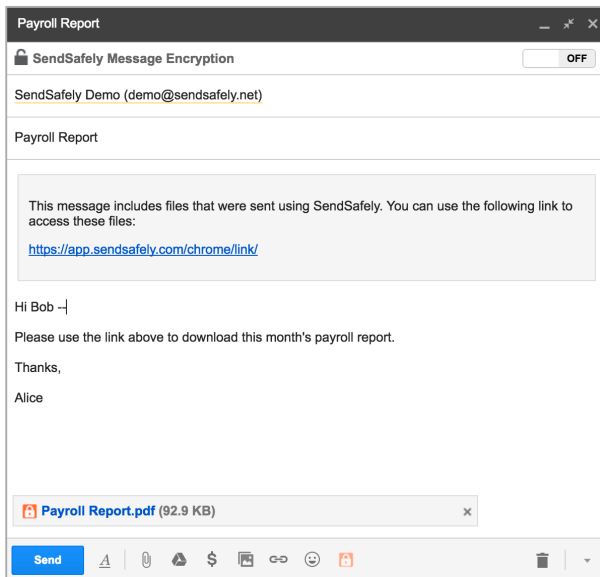 Payroll Report
SendSafely Message Encryption
OFF
SendSafely Demo (demo@sendsafely.net)
Payroll Report
This message includes files that were sent using SendSafely. You can use the following link to
access these files:
https://app.sendsafely.com/chrome/link/
Hi Bob --
Please use the link above to download this month's payroll report.
Thanks,
Alice
Payroll Report.pdf (92.9 KB)
Send